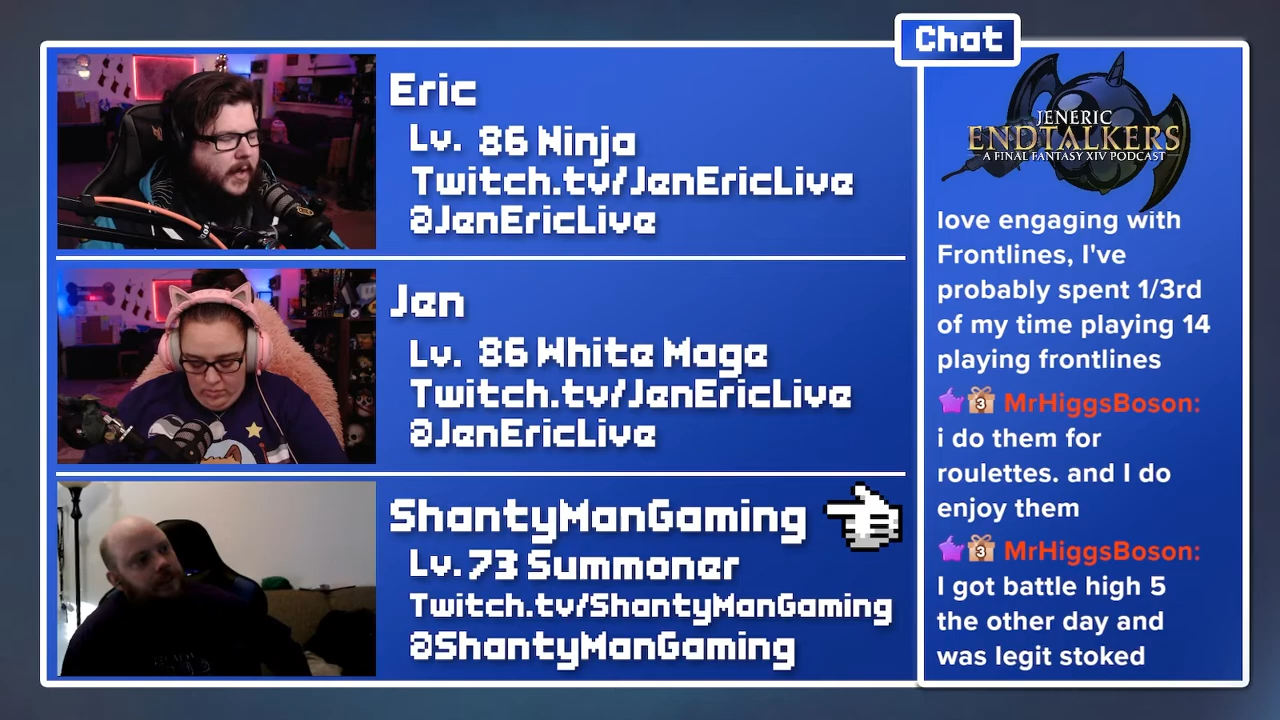 Eric
Lv. 86 Ninja
Twitch.tv/JenEricLive
@JenEricLive
Jen
Lv. 86 White Mage
Twitch.tv/JenEricLive
@JenEricLive
ShantyManGaming
Lv. 73 Summoner
Twitch.tv/ShantyManGaming
@ShantyManGaming
Chat
JENERIC
ENDTALKERS
A FINAL FANTASY XIV PODCAST
love engaging with
Frontlines, I've
probably spent 1/3rd
of my time playing 14
playing frontlines
3 MrHiggsBoson:
i do them for
roulettes. and I do
enjoy them
3 MrHiggsBoson:
I got battle high 5
the other day and
was legit stoked